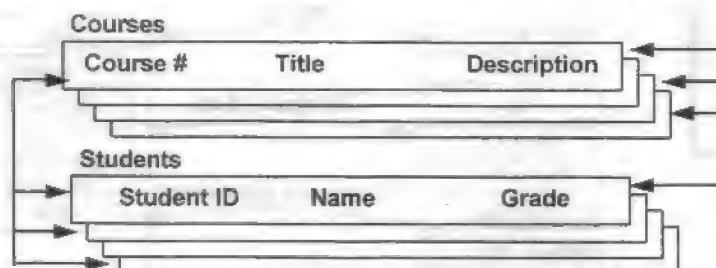 Courses
Course # Title Description
Students
Student ID Name Grade